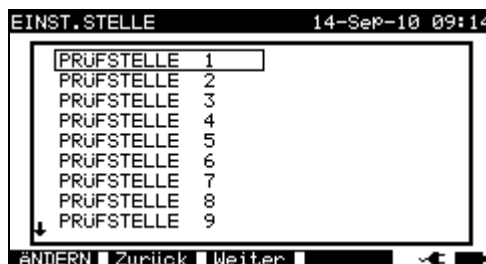 EINST.STELLE 14-Sep-10 09:14
PRÜFSTELLE 1
PRÜFSTELLE 2
PRÜFSTELLE 3
PRÜFSTELLE 4
PRÜFSTELLE 5
PRÜFSTELLE 6
PRÜFSTELLE 7
PRÜFSTELLE 8
PRÜFSTELLE 9
ÄNDERN Zurück Weiter